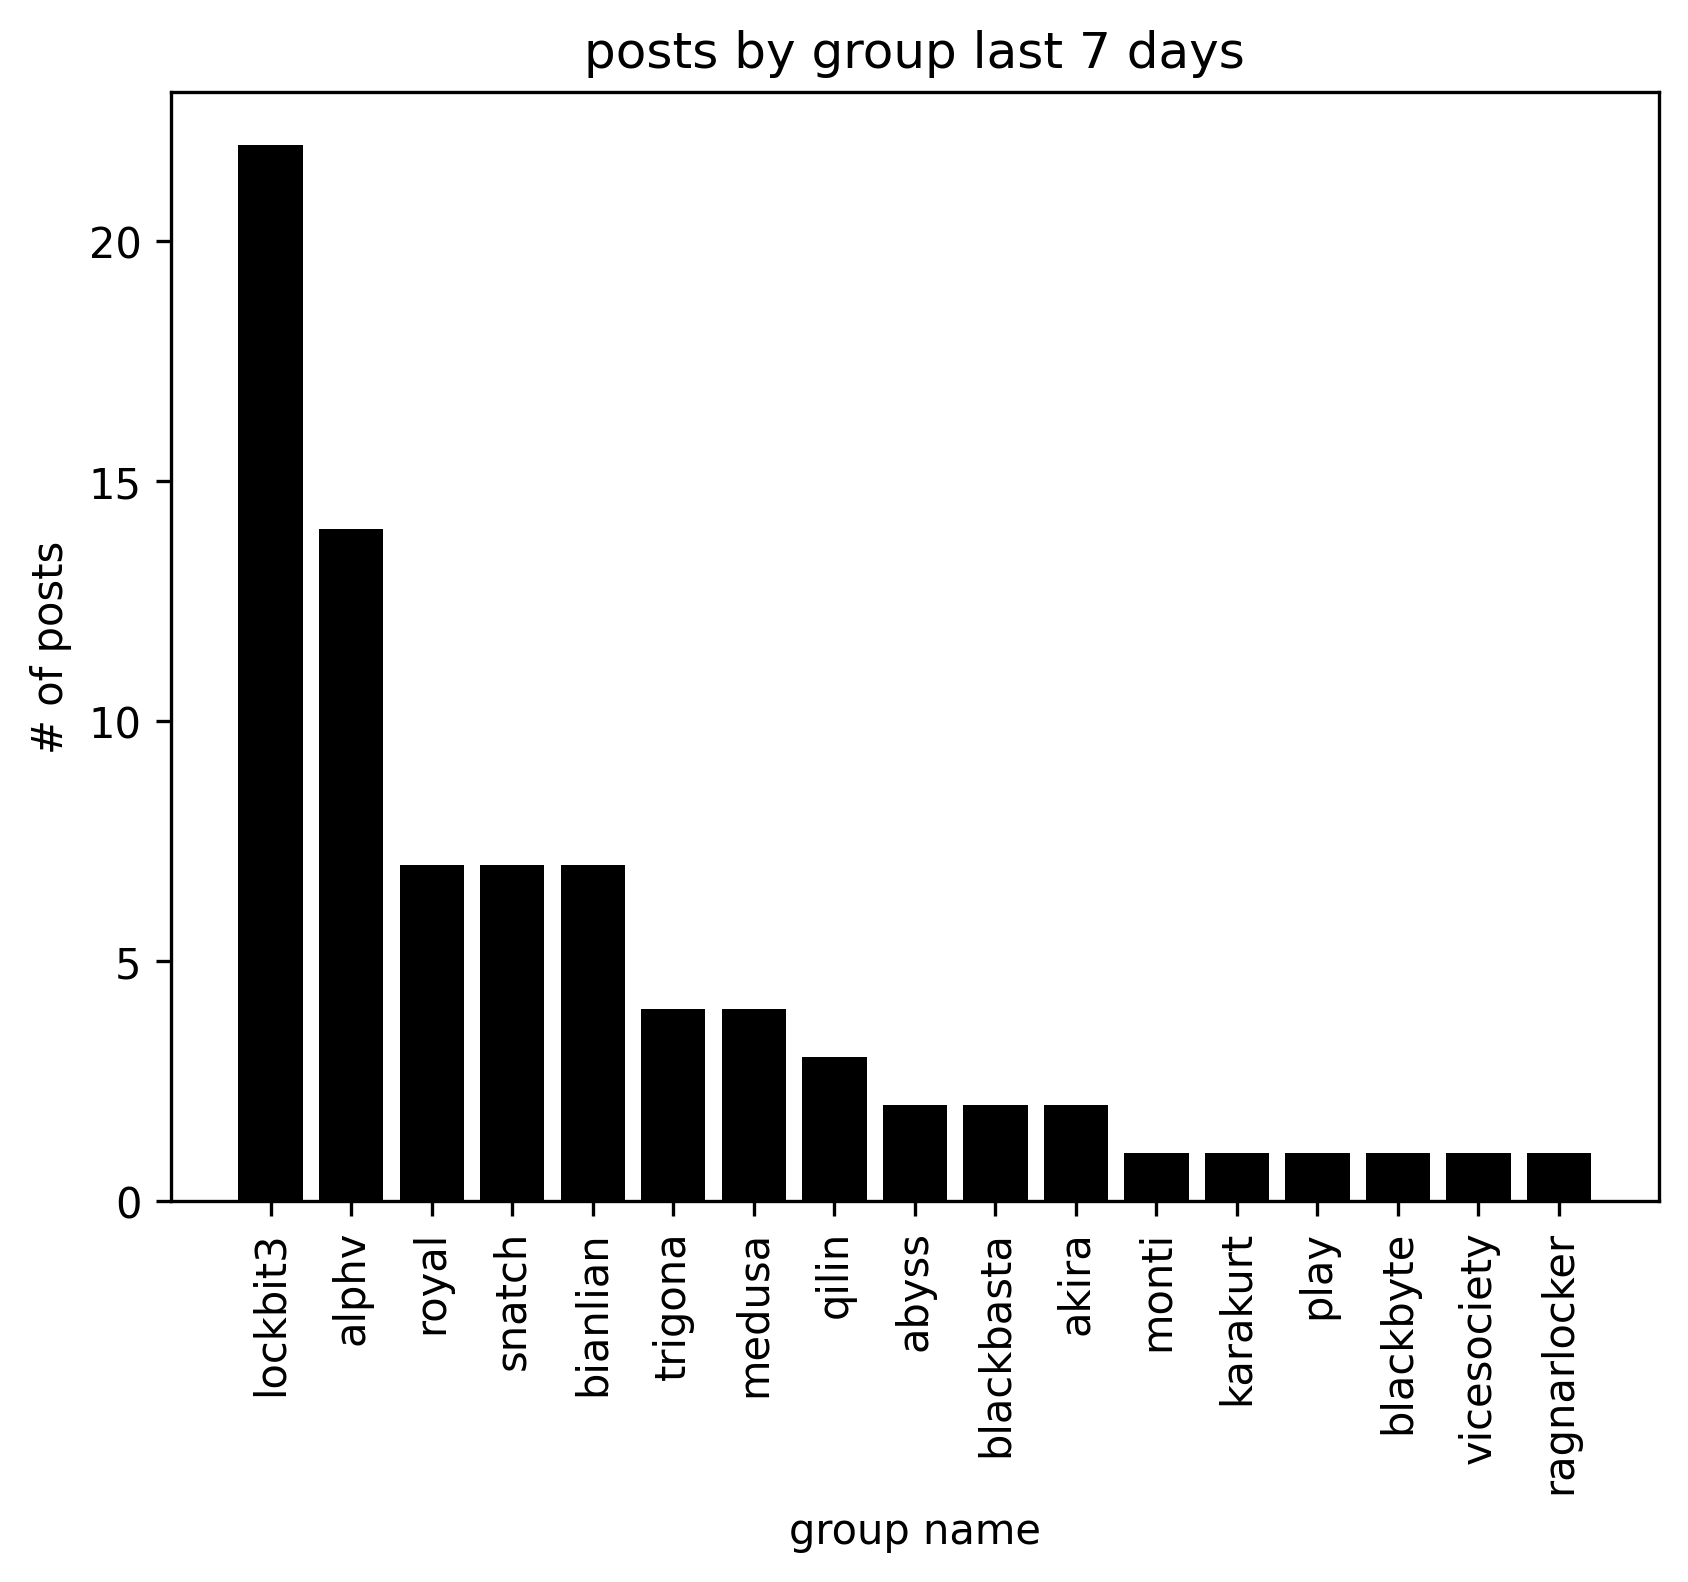 posts by group last 7 days
# of posts
20
15
10
5
0
lockbit3
alphv
royal
snatch
bianlian
trigona
medusa
qilin
abyss
blackbasta
akira
monti
karakurt
play
blackbyte
vicesociety
ragnarlocker
group name